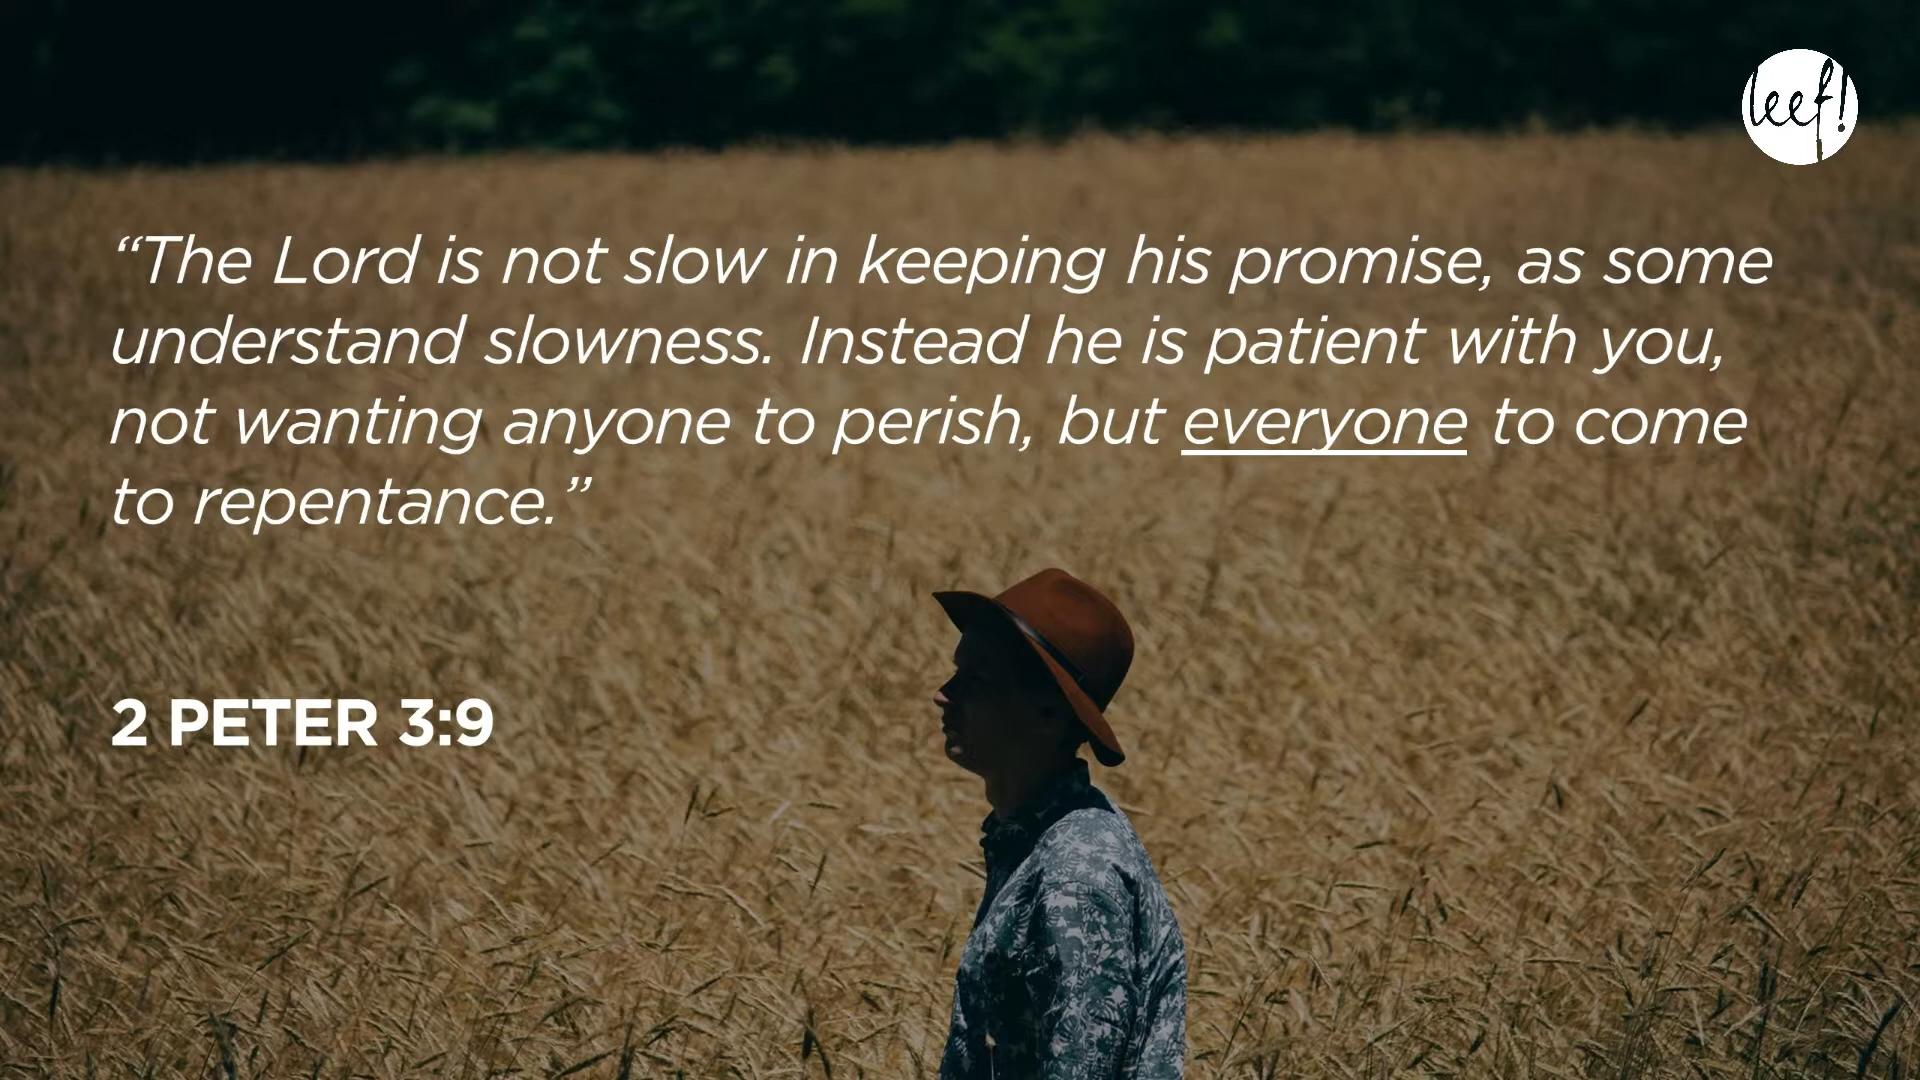 leef!
“The Lord is not slow in keeping his promise, as some
understand slowness. Instead he is patient with you,
not wanting anyone to perish, but everyone to come
to repentance.”
2 PETER 3:9